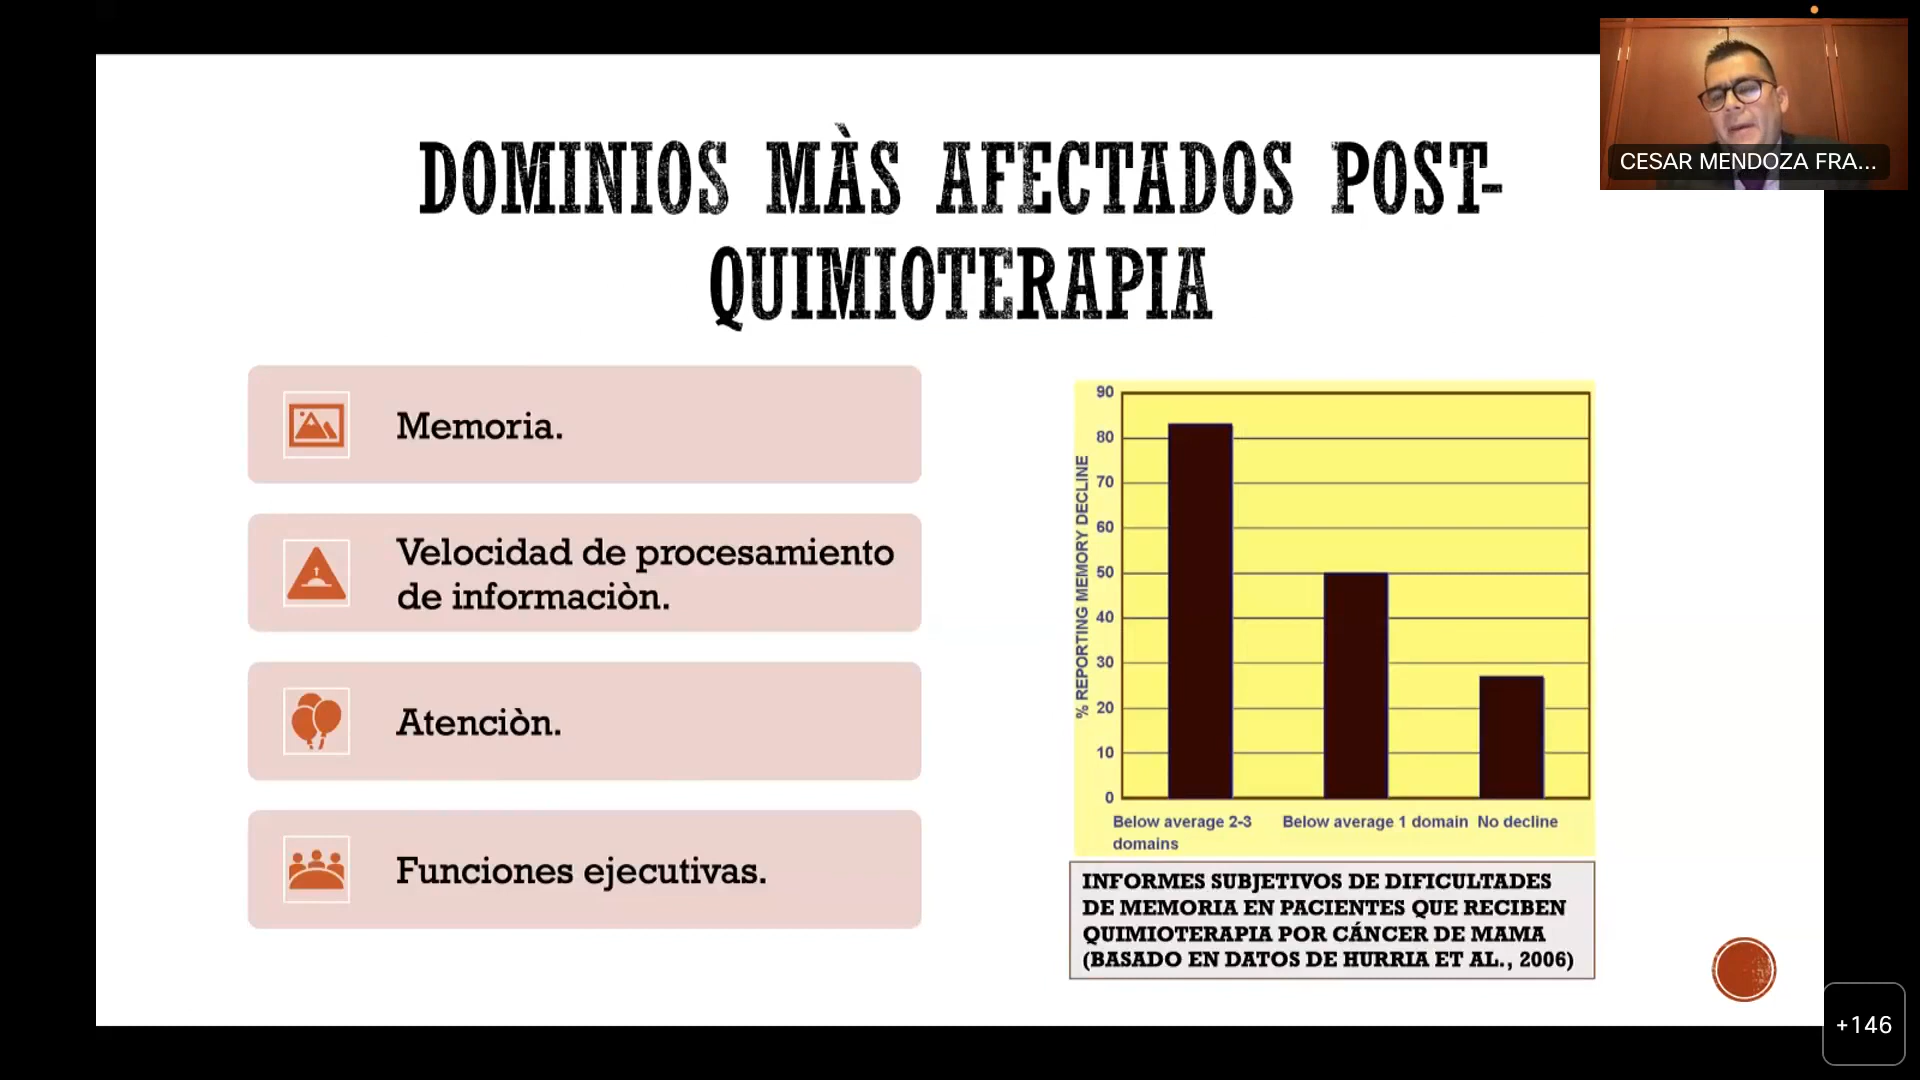 CESAR MENDOZA FRA...
DOMINIOS MÀS AFECTADOS POST-
QUIMIOTERAPIA
Memoria.
Velocidad de procesamiento
de informaciòn.
Atenciòn.
Funciones ejecutivas.
% REPORTING MEMORY DECLINE
90
80
70
60
50
40
30
20
10
0
Below average 2-3
domains
Below average 1 domain
No decline
INFORMES SUBJETIVOS DE DIFICULTADES
DE MEMORIA EN PACIENTES QUE RECIBEN
QUIMIOTERAPIA POR CÁNCER DE MAMA
(BASADO EN DATOS DE HURRIA ET AL., 2006)
+146